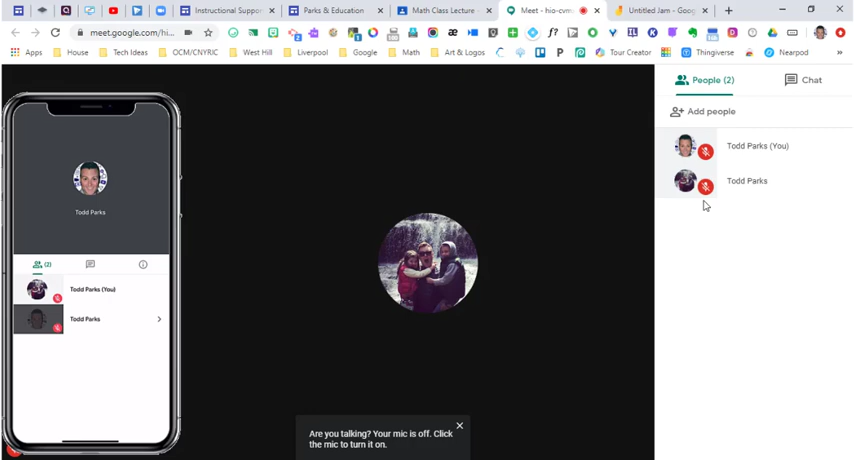 Instructional Suppo
Parks & Education
Math Class Lecture
Meet - hio-cvm
Untitled Jam - Goo
meet.google.com/hi...
Apps
House
Tech Ideas
OCM/CNYRIC
West Hill
Liverpool
Google
Math
Art & Logos
Tour Creator
Thingiverse
Nearpod
People (2)
Chat
Add people
Todd Parks (You)
Todd Parks
Todd Parks
(2)
Todd Parks (You)
Todd Parks
Are you talking? Your mic is off. Click
the mic to turn it on.